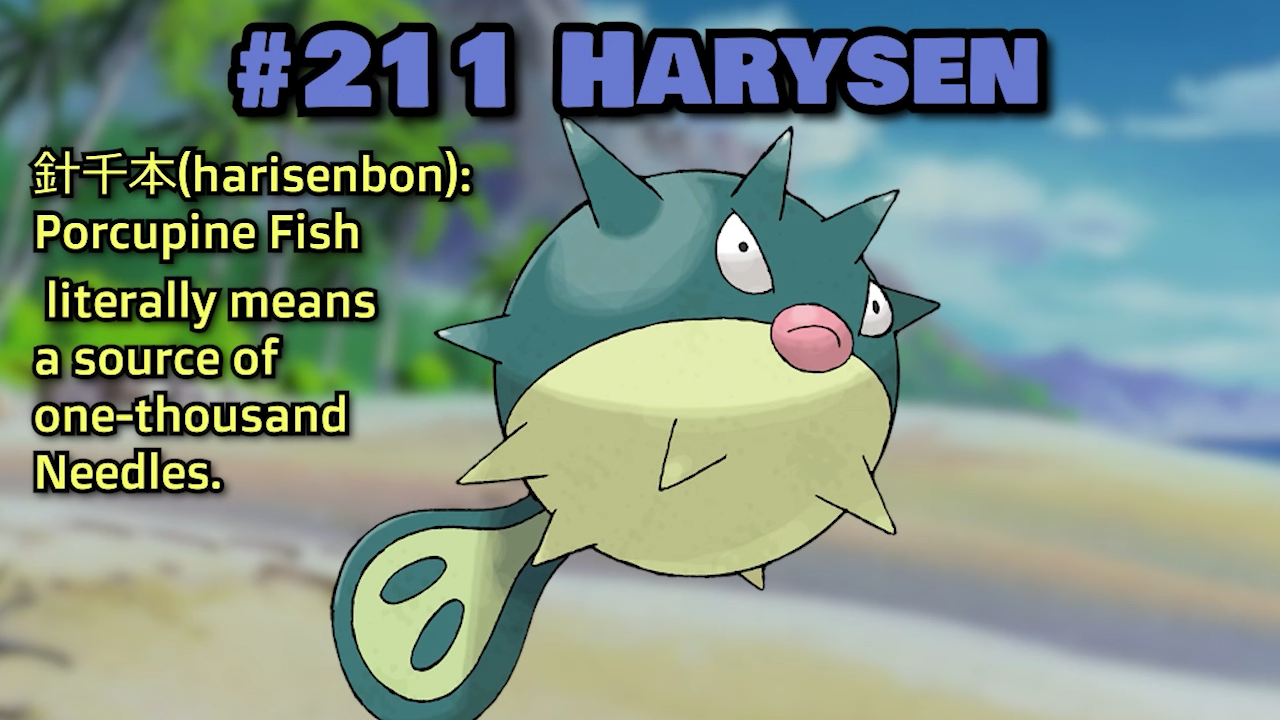 #211 Harysen
針千本(harisenbon):
Porcupine Fish
literally means
a source of
one-thousand
Needles.